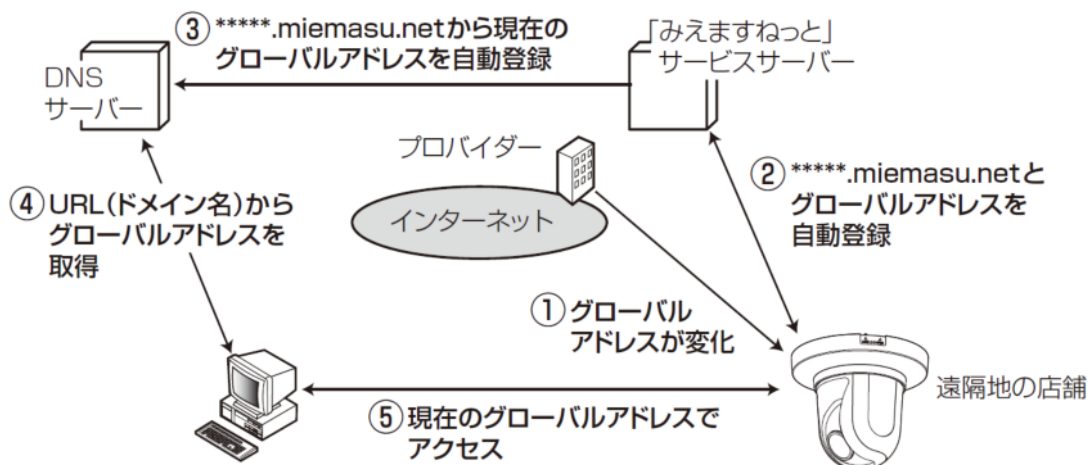 ③*****.miemasu.netから現在の
グローバルアドレスを自動登録
「みえますねっと」
サービスサーバー
DNS
サーバー
プロバイダー
②*****.miemasu.netと
グローバルアドレスを
自動登録
④URL(ドメイン名)から
グローバルアドレスを
取得
インターネット
①グローバル
アドレスが変化
遠隔地の店舗
⑤現在のグローバルアドレスで
アクセス